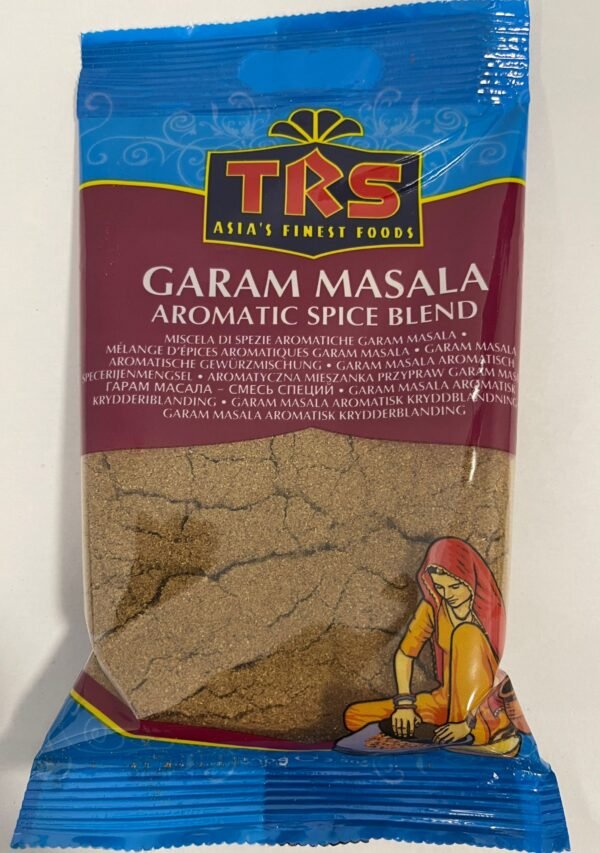 TRS
ASIA'S FINEST FOODS
GARAM MASALA
AROMATIC SPICE BLEND
MISCELA DI SPEZIE AROMATICHE GARAM MASALA •
MÉLANGE D'ÉPICES AROMATIQUES GARAM MASALA • GARAM MASALA
AROMATISCHE GEWÜRZMISCHUNG • GARAM MASALA AROMATISCH
SPECERIJENMENGSEL • AROMATYCZNA MIESZANKA PRZYPRAW GARAM MAS
ГАРАМ МАСАЛА – СМЕСЬ СПЕЦИЙ • GARAM MASALA AROMATISK
KRYDDERIBLANDING • GARAM MASALA AROMATISK KRYDDBLANDNING
GARAM MASALA AROMATISK KRYDDERBLANDING